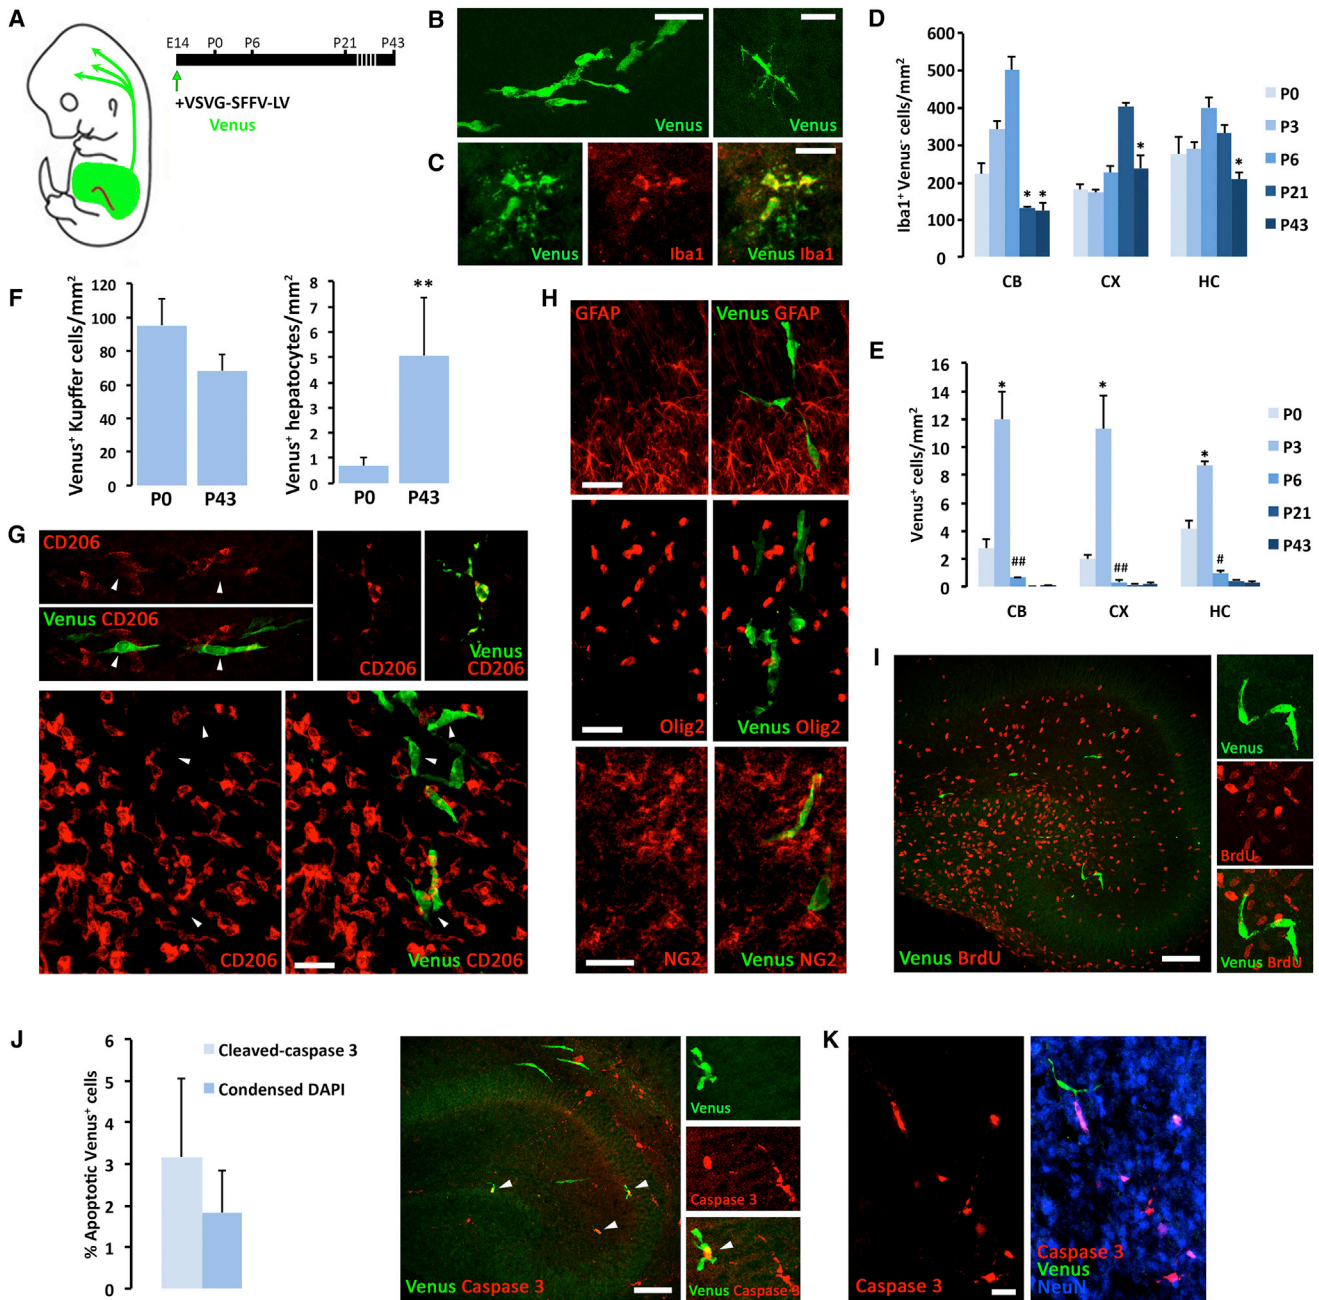 A
E14 P0 P6 P21 P43
+VSVG-SFFV-LV
Venus
B
Venus
Venus
C
Venus
Iba1
Venus Iba1
D
Iba1⁺ Venus⁻ cells/mm²
600
500
400
300
200
100
0
* *
*
*
CB CX HC
P0
P3
P6
P21
P43
E
Venus⁺ cells/mm²
16
14
12
10
8
6
4
2
0
*
##
*
##
*
#
CB CX HC
P0
P3
P6
P21
P43
F
Venus⁺ Kupffer cells/mm²
120
100
80
60
40
20
0
P0 P43
Venus⁺ hepatocytes/mm²
8
7
6
5
4
3
2
1
0
**
P0 P43
G
CD206
Venus CD206
CD206
Venus
CD206
CD206
Venus CD206
H
GFAP
Venus GFAP
Olig2
Venus Olig2
NG2
Venus NG2
I
Venus BrdU
Venus
BrdU
Venus BrdU
J
% Apoptotic Venus⁺ cells
6
5
4
3
2
1
0
Cleaved-caspase 3
Condensed DAPI
Venus Caspase 3
Venus
Caspase 3
Venus Caspase 3
K
Caspase 3
Caspase 3
Venus
NeuN